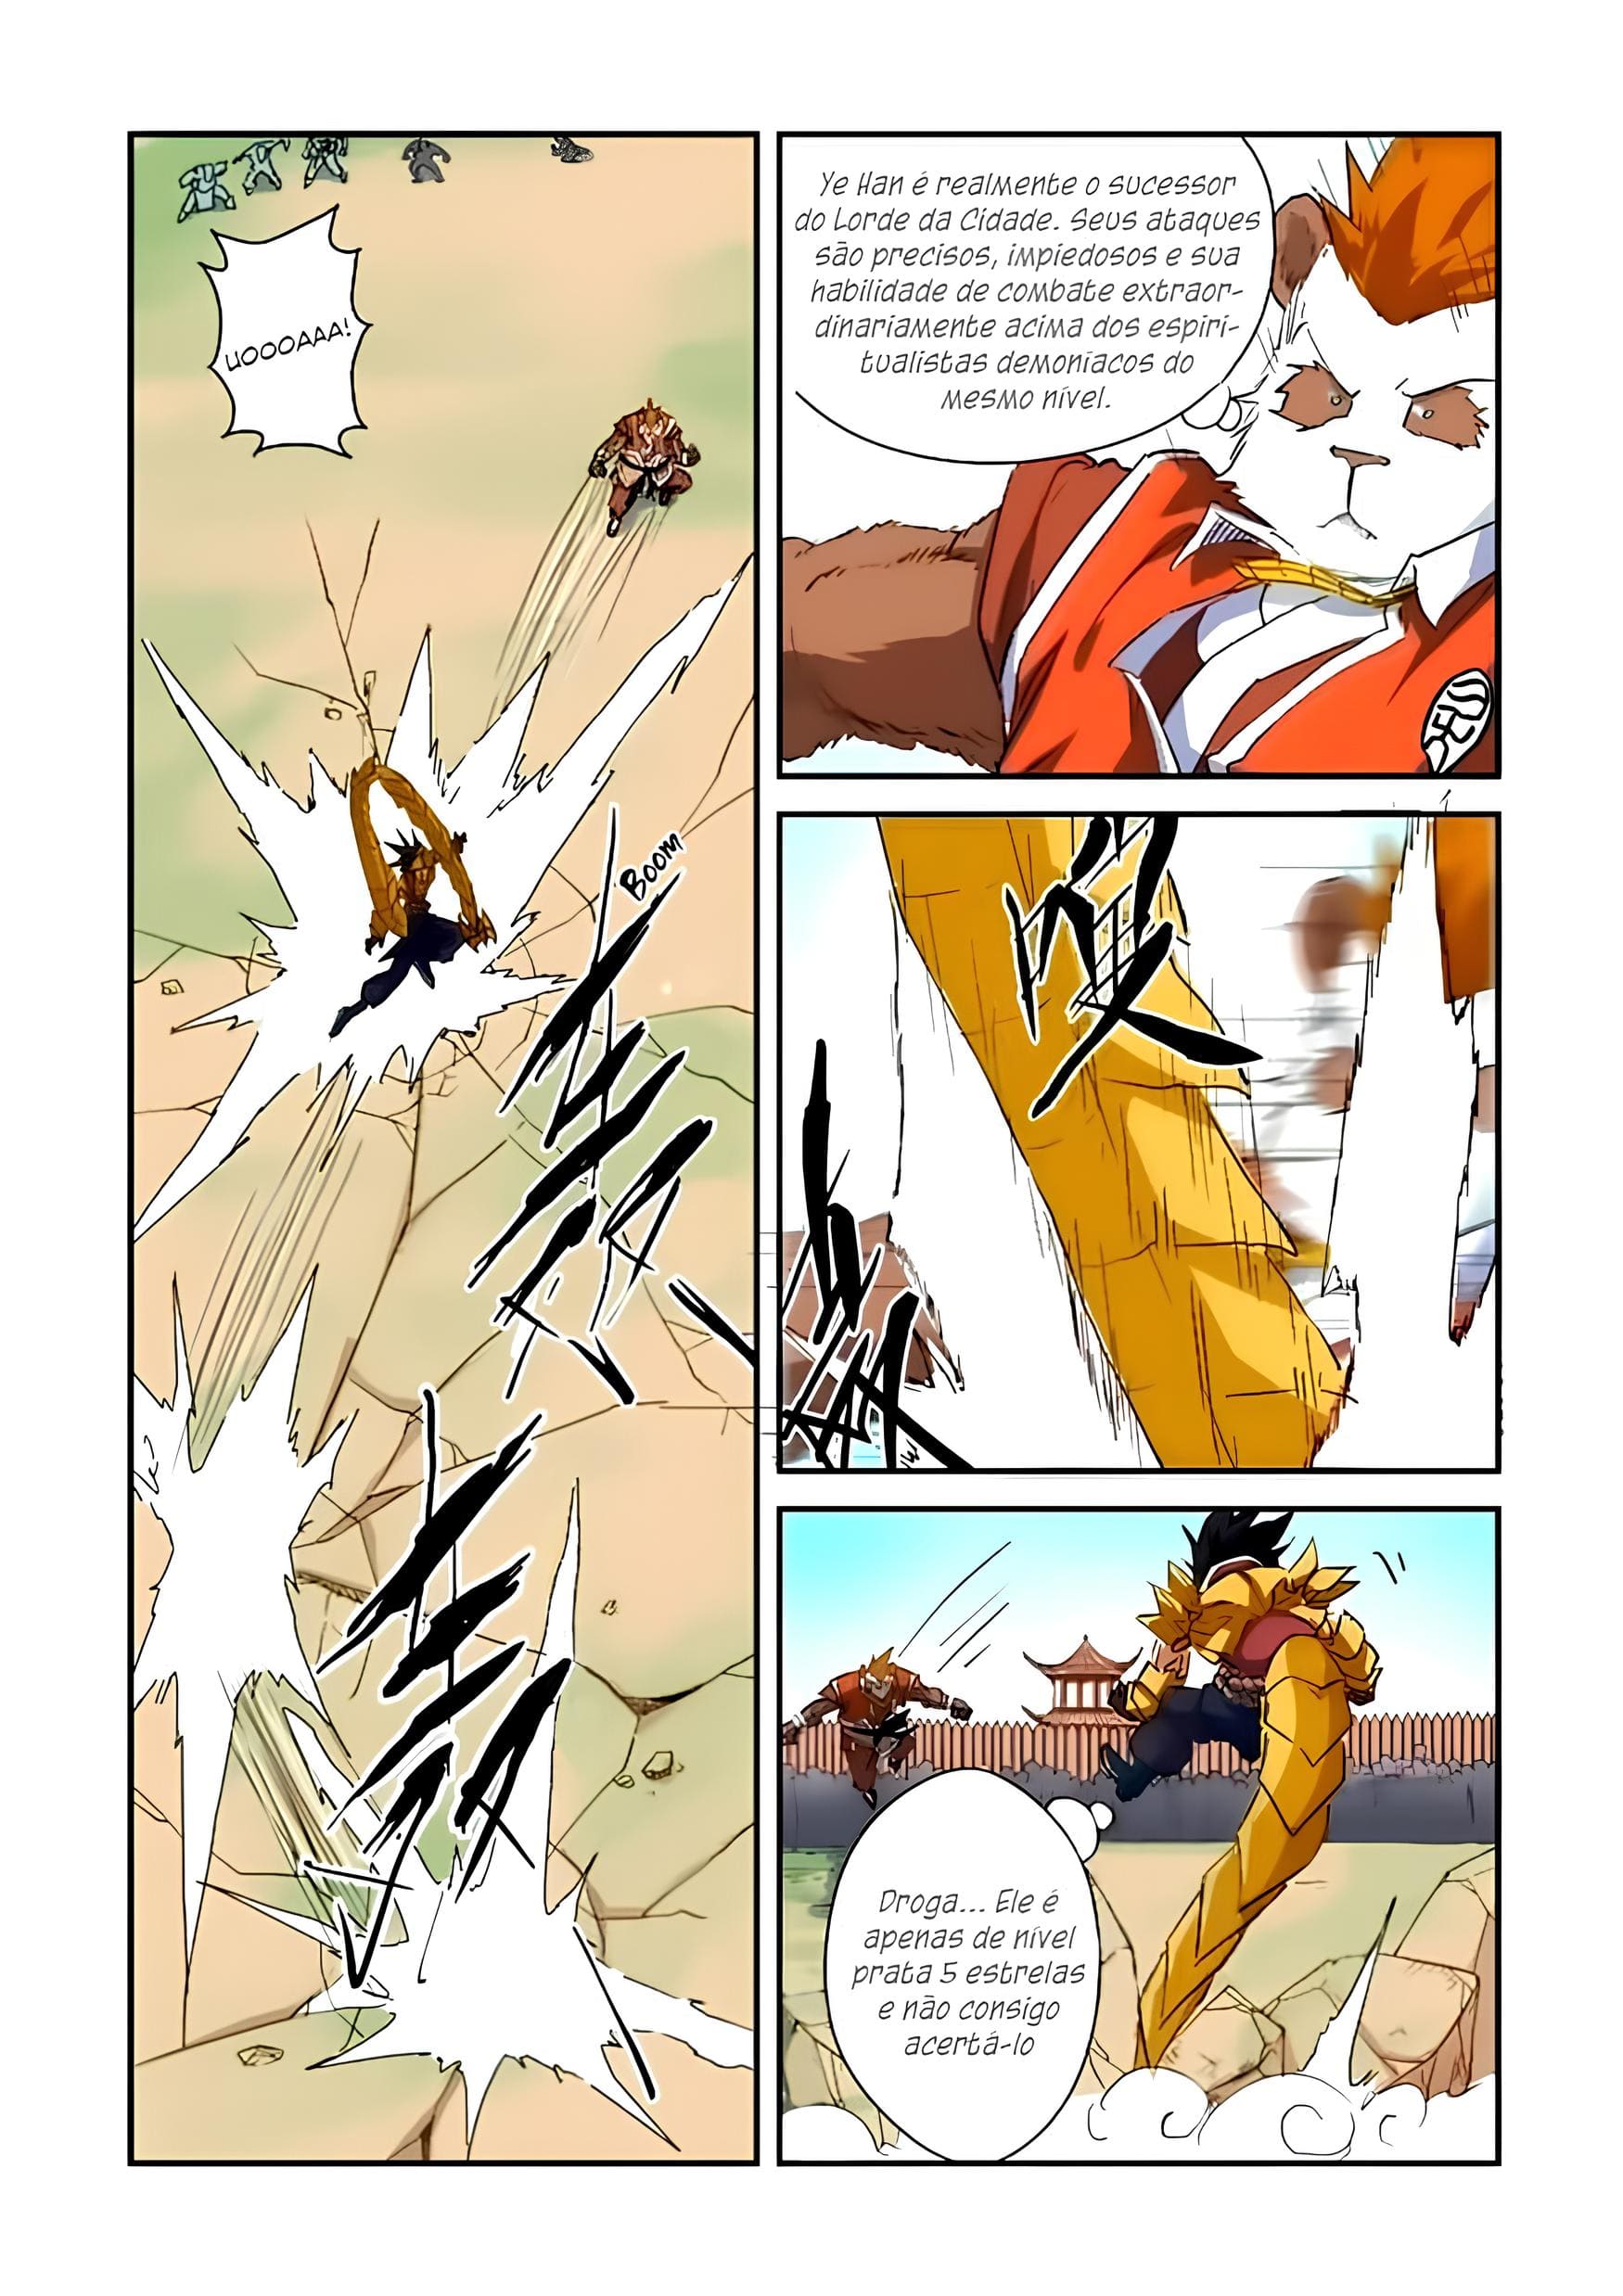 Ye Han é realmente o sucessor
do Lorde da Cidade. Seus ataques
são precisos, impiedosos e sua
habilidade de combate extraor-
dinariamente acima dos espiri-
tualistas demoníacos do
mesmo nível.
Droga... Ele é
apenas de nível
prata 5 estrelas
e não consigo
acertá-lo
UOOOAAA!
Boom
轰
轰